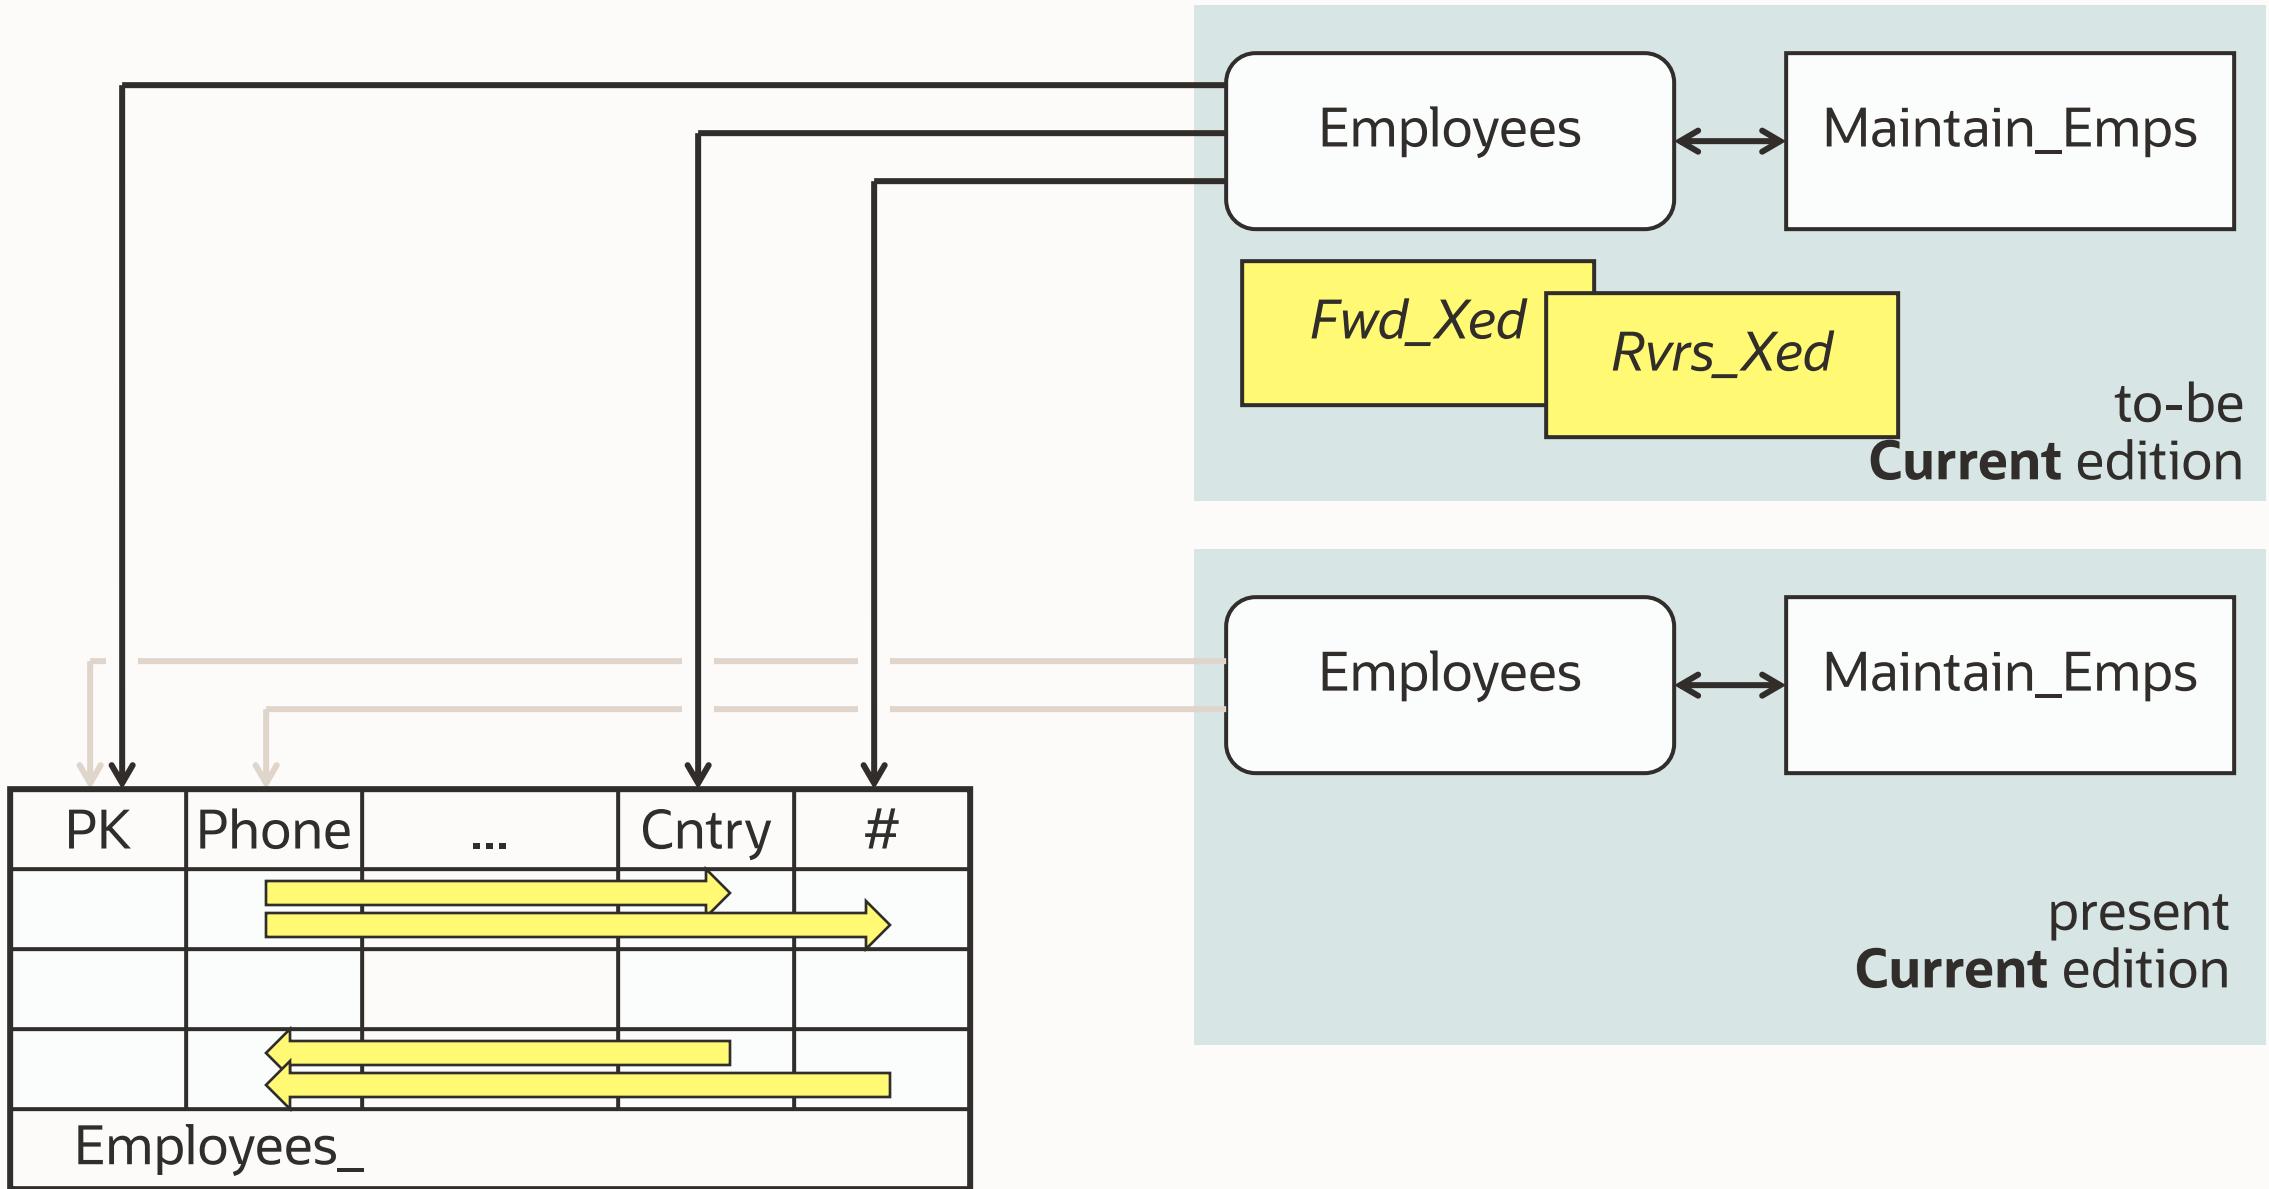 Employees
Maintain_Emps
Fwd_Xed
Rvrs_Xed
to-be
Current edition
Employees
Maintain_Emps
present
Current edition
PK Phone ... Cntry #
Employees_